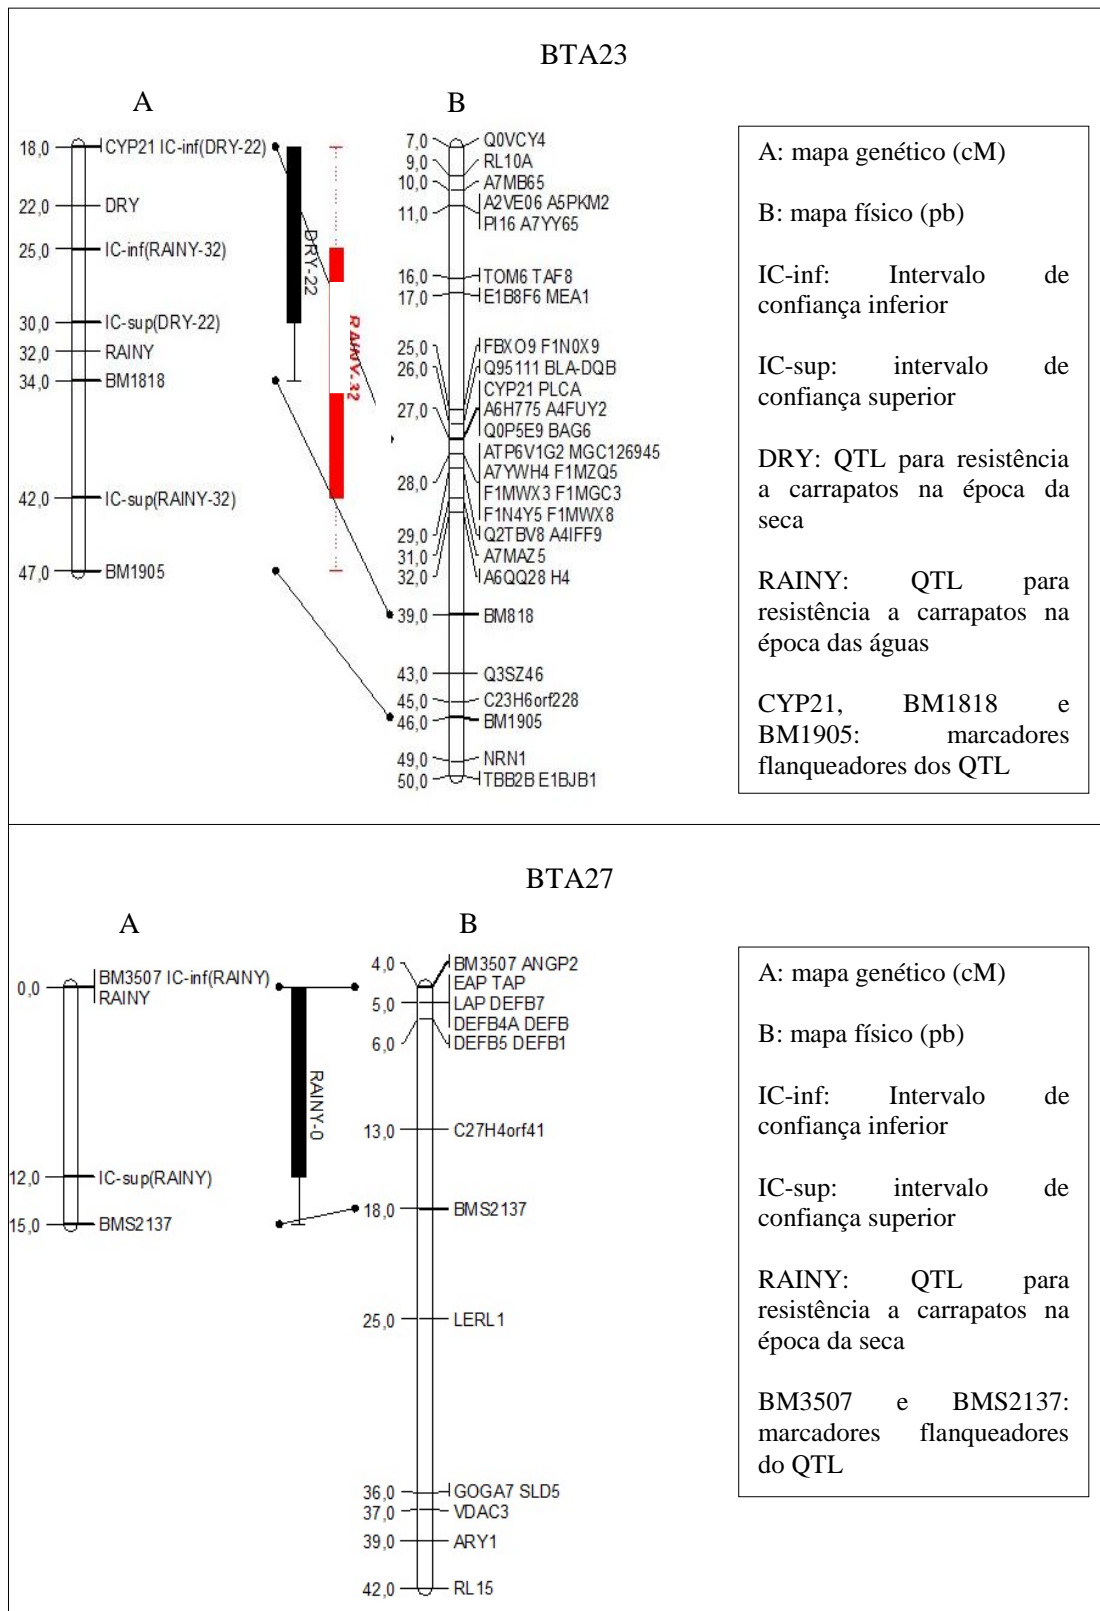 BTA23
A
B
18,0 CYP21 IC-inf(DRY-22)
22,0 DRY
25,0 IC-inf(RAINY-32)
30,0 IC-sup(DRY-22)
32,0 RAINY
34,0 BM1818
42,0 IC-sup(RAINY-32)
47,0 BM1905
DRY-22
RAINY-32
7,0 Q0VCY4
9,0 RL10A
10,0 A7MB65
11,0 A2VE06 A5PKM2
PI16 A7YY65
16,0 TOM6 TAF8
17,0 E1B8F6 MEA1
25,0 FBXO9 F1N0X9
26,0 Q95111 BLA-DQB
CYP21 PLCA
27,0 A6H775 A4FUY2
Q0P5E9 BAG6
ATP6V1G2 MGC126945
A7YWH4 F1MZQ5
28,0 F1MWX3 F1MGC3
F1N4Y5 F1MWX8
29,0 Q2TBV8 A4IFF9
31,0 A7MAZ5
32,0 A6QQ28 H4
39,0 BM818
43,0 Q3SZ46
45,0 C23H6orf228
46,0 BM1905
49,0 NRN1
50,0 TBB2B E1BJB1
A: mapa genético (cM)
B: mapa físico (pb)
IC-inf: Intervalo de
confiança inferior
IC-sup: intervalo de
confiança superior
DRY: QTL para resistência
a carrapatos na época da
seca
RAINY: QTL para
resistência a carrapatos na
época das águas
CYP21, BM1818 e
BM1905: marcadores
flanqueadores dos QTL
BTA27
A
B
0,0 BM3507 IC-inf(RAINY)
RAINY
12,0 IC-sup(RAINY)
15,0 BMS2137
RAINY-0
4,0 BM3507 ANGP2
EAP TAP
5,0 LAP DEFB7
DEFB4A DEFB
6,0 DEFB5 DEFB1
13,0 C27H4orf41
18,0 BMS2137
25,0 LERL1
36,0 GOGA7 SLD5
37,0 VDAC3
39,0 ARY1
42,0 RL15
A: mapa genético (cM)
B: mapa físico (pb)
IC-inf: Intervalo de
confiança inferior
IC-sup: intervalo de
confiança superior
RAINY: QTL para
resistência a carrapatos na
época da seca
BM3507 e BMS2137:
marcadores flanqueadores
do QTL